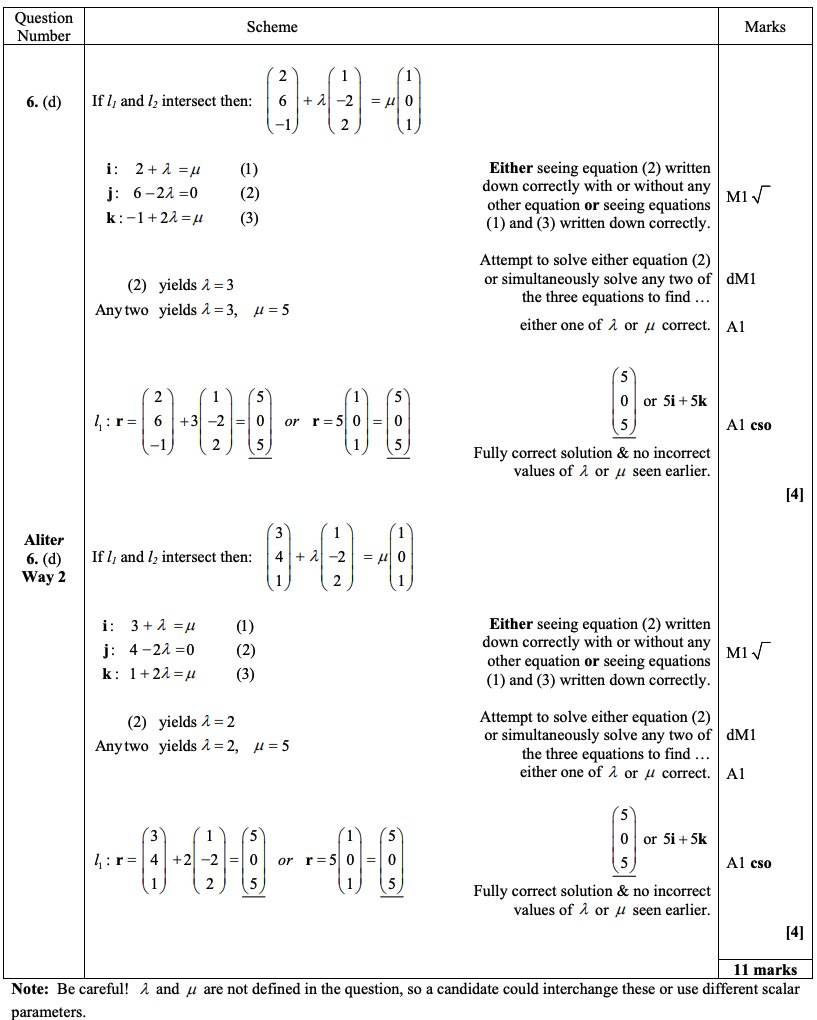 Question Number Scheme Marks
6. (d) If l₁ and l₂ intersect then: (2 6 −1) + λ (1 −2 2) = μ (1 0 1)
i: 2 + λ = μ (1) Either seeing equation (2) written
j: 6 − 2λ = 0 (2) down correctly with or without any
k: −1 + 2λ = μ (3) other equation or seeing equations
(1) and (3) written down correctly. M1√
Attempt to solve either equation (2)
(2) yields λ = 3 or simultaneously solve any two of dM1
Any two yields λ = 3, μ = 5 the three equations to find …
either one of λ or μ correct. A1
l₁ : r = (2 6 −1) + 3 (1 −2 2) = (5 0 5) or r = 5 (1 0 1) = (5 0 5) (5 0 5) or 5i + 5k A1 cso
Fully correct solution & no incorrect
values of λ or μ seen earlier.
[4]
Aliter
6. (d) If l₁ and l₂ intersect then: (3 4 1) + λ (1 −2 2) = μ (1 0 1)
Way 2
i: 3 + λ = μ (1) Either seeing equation (2) written
j: 4 − 2λ = 0 (2) down correctly with or without any
k: 1 + 2λ = μ (3) other equation or seeing equations
(1) and (3) written down correctly. M1√
(2) yields λ = 2 Attempt to solve either equation (2)
or simultaneously solve any two of dM1
Any two yields λ = 2, μ = 5 the three equations to find …
either one of λ or μ correct. A1
l₁ : r = (3 4 1) + 2 (1 −2 2) = (5 0 5) or r = 5 (1 0 1) = (5 0 5) (5 0 5) or 5i + 5k A1 cso
Fully correct solution & no incorrect
values of λ or μ seen earlier.
[4]
11 marks
Note: Be careful! λ and μ are not defined in the question, so a candidate could interchange these or use different scalar
parameters.